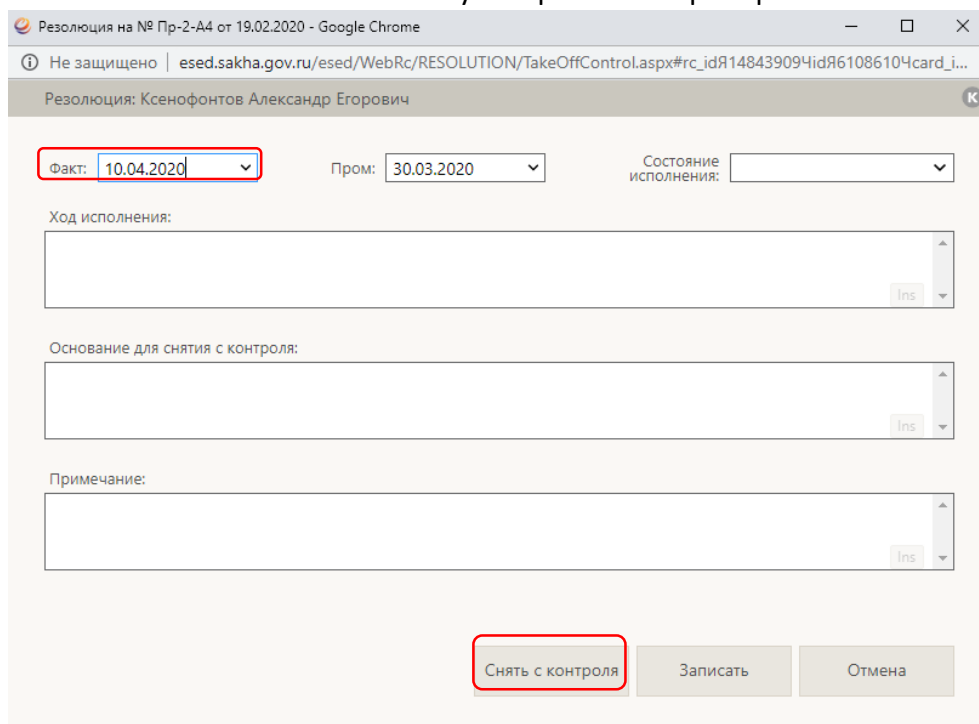 Резолюция на № Пр-2-А4 от 19.02.2020 - Google Chrome
Не защищено | esed.sakha.gov.ru/esed/WebRc/RESOLUTION/TakeOffControl.aspx#rc_idЯ14843909ЧidЯ6108610Чcard_i...
Резолюция: Ксенофонтов Александр Егорович
К
Факт: 10.04.2020 Пром: 30.03.2020 Состояние
исполнения:
Ход исполнения:
Ins
Основание для снятия с контроля:
Ins
Примечание:
Ins
Снять с контроля Записать Отмена